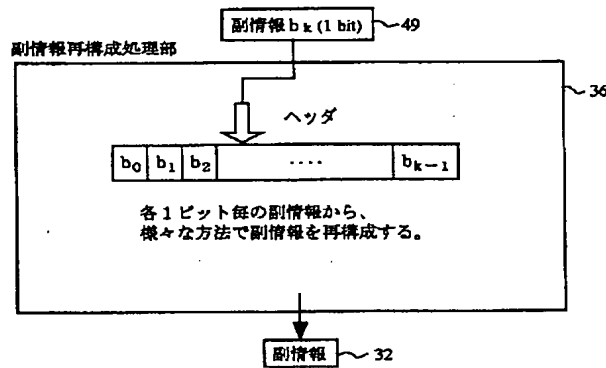 副情報 b k (1 bit)
49
副情報再構成処理部
36
ヘッダ
b0 b1 b2 ‥‥ bk−1
各1ビット毎の副情報から、
様々な方法で副情報を再構成する。
副情報
32